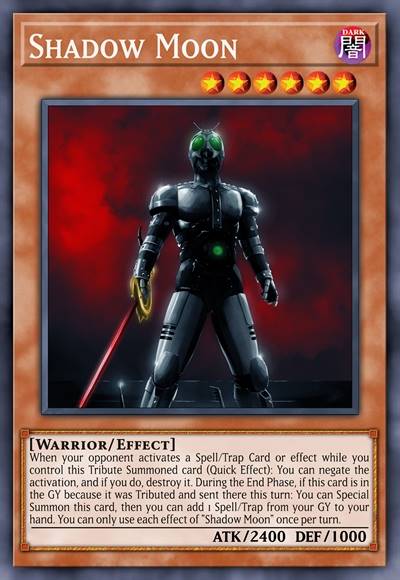 Shadow Moon
DARK
闇
[Warrior/Effect]
When your opponent activates a Spell/Trap Card or effect while you
control this Tribute Summoned card (Quick Effect): You can negate
the activation, and if you do, destroy it. During the End Phase, if this card is in
the GY because it was Tributed and sent there this turn: You can Special
Summon this card, then you can add 1 Spell/Trap from your GY to your
hand. You can only use each effect of "Shadow Moon" once per turn.
ATK/2400 DEF/1000